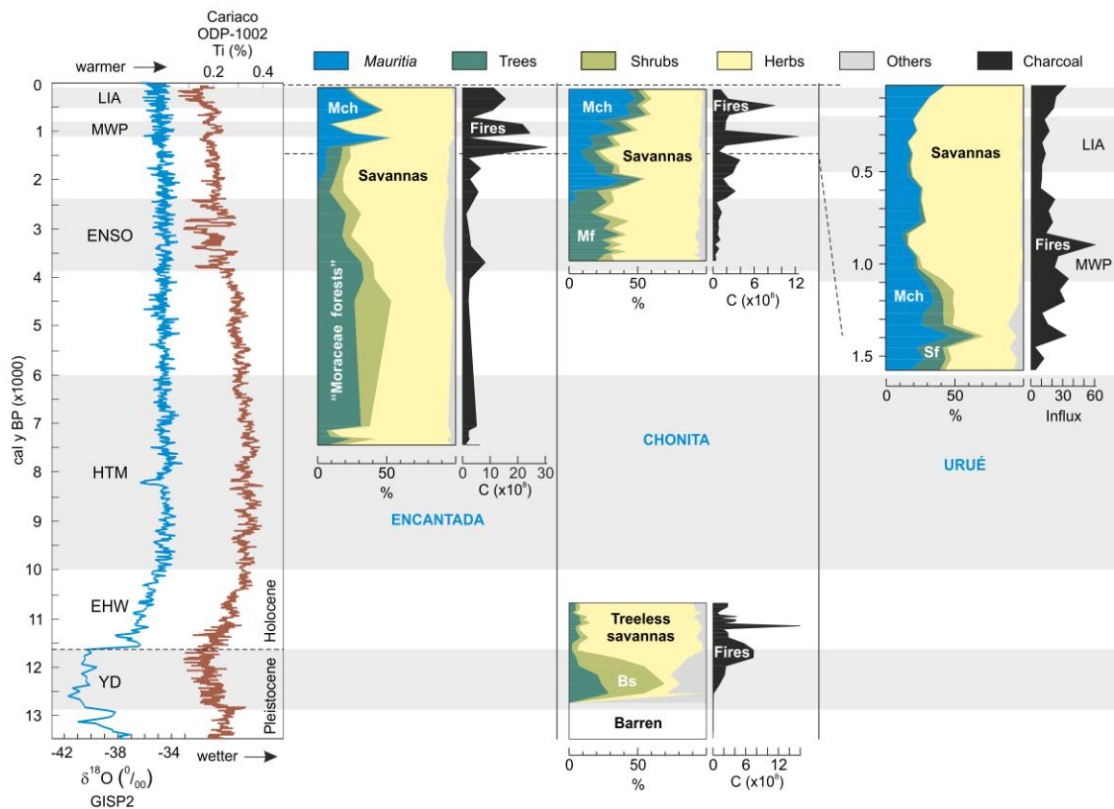 Cariaco
ODP-1002
Ti (%)
warmer
0.2 0.4
Mauritia Trees Shrubs Herbs Others Charcoal
cal y BP (x1000)
0
1
2
3
4
5
6
7
8
9
10
11
12
13
LIA
MWP
ENSO
HTM
EHW
YD
Holocene
Pleistocene
-42 -38 -34
wetter
δ¹⁸O (⁰/₀₀)
GISP2
Mch
Fires
Savannas
"Moraceae forests"
0 50
%
0 10 20 30
C (x10⁸)
ENCANTADA
Mch
Fires
Savannas
Mf
0 50
%
0 6 12
C (x10⁸)
CHONITA
Treeless
savannas
Fires
Bs
Barren
0 50
%
0 8 16
C (x10⁸)
Savannas
LIA
0.5
Fires
1.0
MWP
Mch
Sf
1.5
0 50
%
0 30 60
Influx
URUÉ